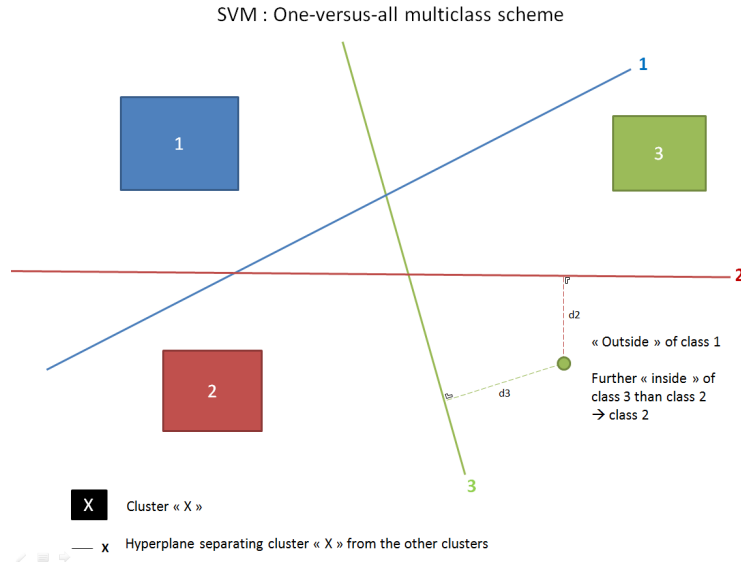 SVM : One-versus-all multiclass scheme
1
1
3
2
d2
« Outside » of class 1
Further « inside » of
class 3 than class 2
→ class 2
2
d3
3
X
Cluster « X »
x Hyperplane separating cluster « X » from the other clusters